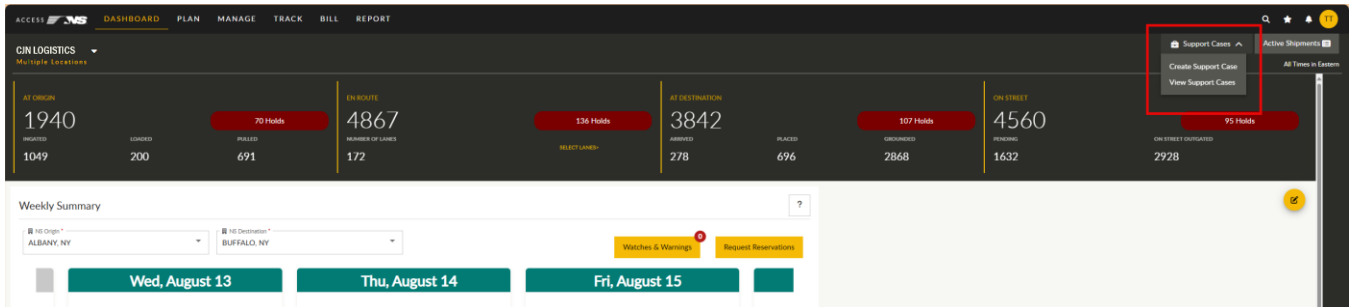 ACCESS NS DASHBOARD PLAN MANAGE TRACK BILL REPORT TT
CJN LOGISTICS
Multiple Locations
Support Cases Active Shipments
Create Support Case
View Support Cases
All Times in Eastern
AT ORIGIN
1940 70 Holds
INGATED LOADED PULLED
1049 200 691
EN ROUTE
4867 136 Holds
NUMBER OF LANES
172
SELECT LANES>
AT DESTINATION
3842 107 Holds
ARRIVED PLACED GROUNDED
278 696 2868
ON STREET
4560 95 Holds
PENDING ON STREET OUTGATED
1632 2928
Weekly Summary ?
NS Origin *
ALBANY, NY
NS Destination *
BUFFALO, NY
Watches & Warnings 0
Request Reservations
Wed, August 13 Thu, August 14 Fri, August 15